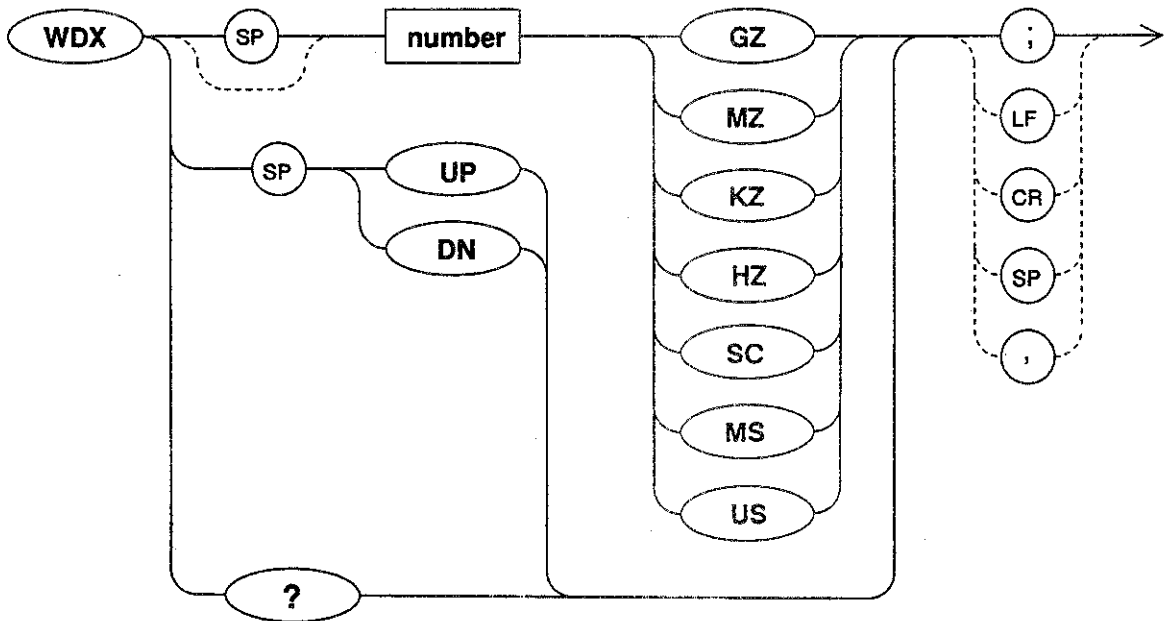 WDX SP number GZ ;
MZ LF
SP UP KZ CR
DN HZ SP
SC ,
MS
US
?